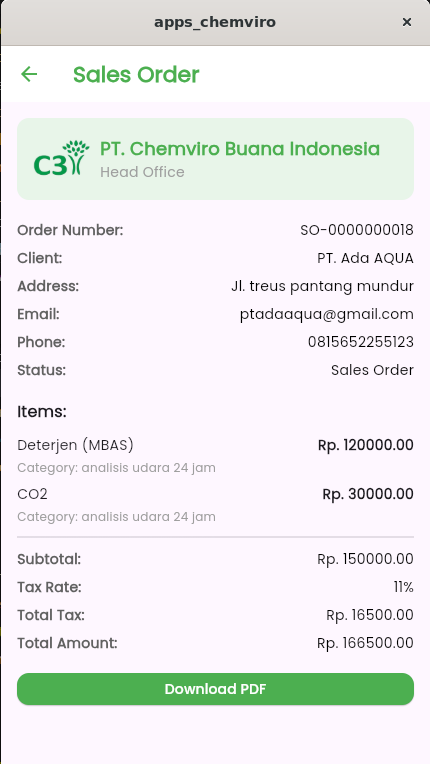 apps_chemviro ×
Sales Order
C3 PT. Chemviro Buana Indonesia
Head Office
Order Number: SO-0000000018
Client: PT. Ada AQUA
Address: Jl. treus pantang mundur
Email: ptadaaqua@gmail.com
Phone: 0815652255123
Status: Sales Order
Items:
Deterjen (MBAS) Rp. 120000.00
Category: analisis udara 24 jam
CO2 Rp. 30000.00
Category: analisis udara 24 jam
Subtotal: Rp. 150000.00
Tax Rate: 11%
Total Tax: Rp. 16500.00
Total Amount: Rp. 166500.00
Download PDF